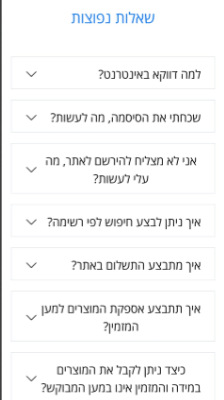 שאלות נפוצות
למה דווקא באינטרנט?
שכחתי את הסיסמה, מה לעשות?
אני לא מצליח להירשם לאתר, מה
עלי לעשות?
איך ניתן לבצע חיפוש לפי רשימה?
איך מתבצע התשלום באתר?
איך תתבצע אספקת המוצרים למען
המזמין?
כיצד ניתן לקבל את המוצרים
במידה והמזמין אינו במען המבוקש?